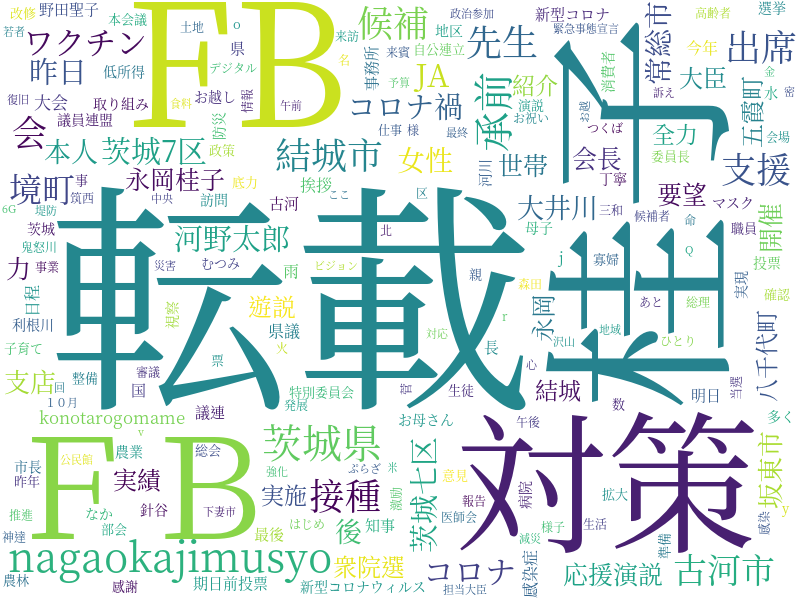 転載
桂子
FB
ＦＢ
対策
nagaokajimusyo
konotarogomame
改修
野田聖子
本会議
土地
o
来訪
名
政治参加
新型コロナ
高齢者
選挙
若者
ワクチン
県
デジタル
来賓
自公連立
地区
緊急事態宣言
今年
金
昨日
低所得
食料
お越し
情報
午前
事務所
予算
候補
先生
演説
お祝い
消費者
常総市
訴え
出席
水
密
復旧
大会
取り組み
防災
コロナ禍
JA
紹介
承前
お越
大臣
五霞町
会
議員連盟
政策
仕事
様
最終
つくば
全力
会場
本人
茨城7区
結城市
女性
世帯
河川
会長
委員長
支援
境町
事
筑西
永岡桂子
底力
中央
訪問
挨拶
古河
ここ
区
大井川
丁寧
三和
要望
マスク
職員
6G
堤防
茨城
鬼怒川
河野太郎
北
母子
候補者
命
開催
力
事業
災害
むつみ
雨
ビジョン
親
j
寡婦
Q
投票
日程
利根川
視察
遊説
県議
r
永岡
森田
あと
総理
実現
確認
子育て
票
火
対応
長
沢山
地域
ひとり
八千代町
支店
回
整備
審議
国
特別委員会
官
生徒
心
結城
明日
当選
１０月
議連
発展
お母さん
数
多く
v
公民館
農業
総会
茨城県
午後
市長
昨年
実績
強化
ぷらざ
米
茨城七区
意見
坂東市
針谷
下妻市
実施
接種
激励
報告
病院
拡大
感染
y
推進
なか
部会
最後
はじめ
後
知事
医師会
減災
様子
生活
準備
神達
衆院選
コロナ
感染症
応援演説
古河市
農林
感謝
期日前投票
新型コロナウィルス
担当大臣